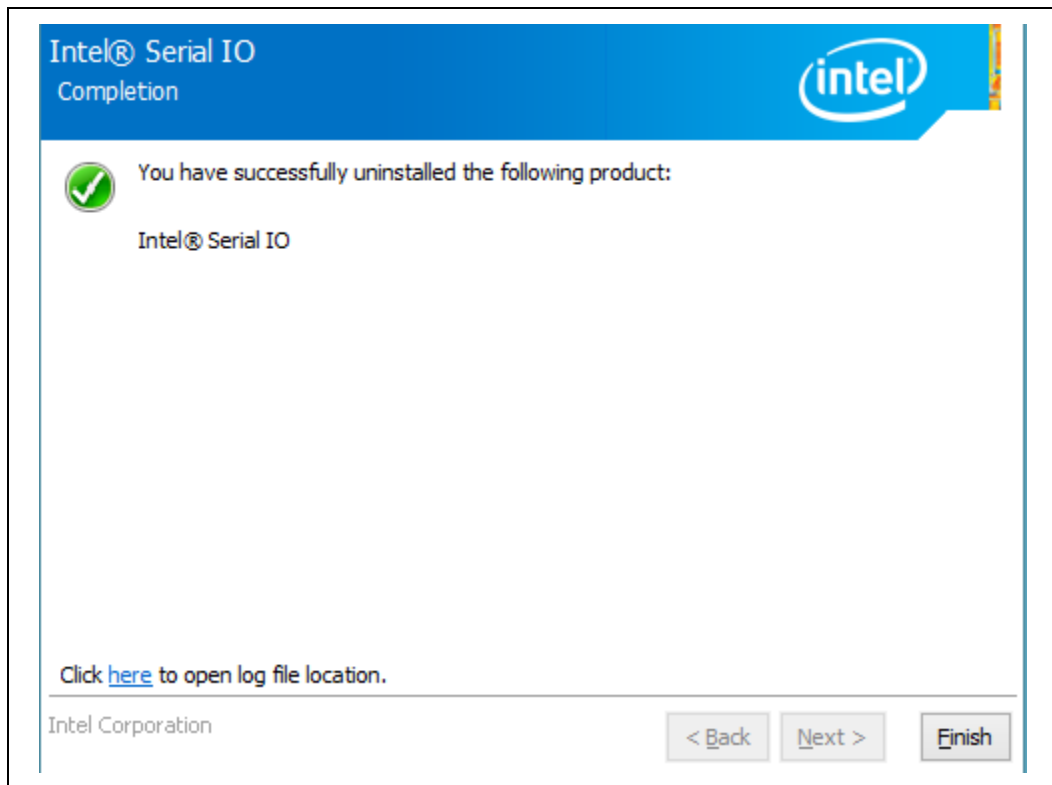 Intel® Serial IO
Completion
intel
You have successfully uninstalled the following product:
Intel® Serial IO
Click here to open log file location.
Intel Corporation
< Back Next > Finish